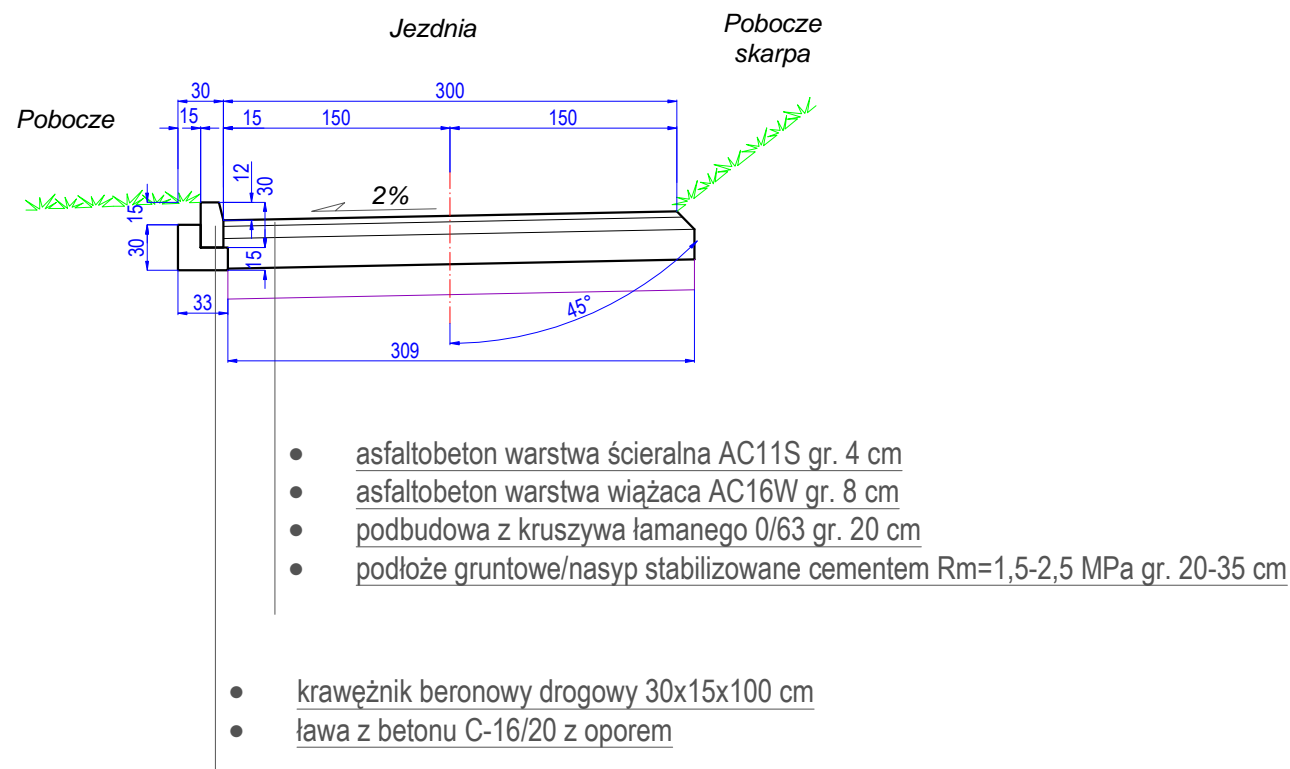 Jezdnia
Pobocze
skarpa
Pobocze
30
300
15
15
150
150
12
30
15
2%
30
15
33
45°
309
● asfaltobeton warstwa ścieralna AC11S gr. 4 cm
● asfaltobeton warstwa wiążaca AC16W gr. 8 cm
● podbudowa z kruszywa łamanego 0/63 gr. 20 cm
● podłoże gruntowe/nasyp stabilizowane cementem Rm=1,5-2,5 MPa gr. 20-35 cm
● krawężnik beronowy drogowy 30x15x100 cm
● ława z betonu C-16/20 z oporem